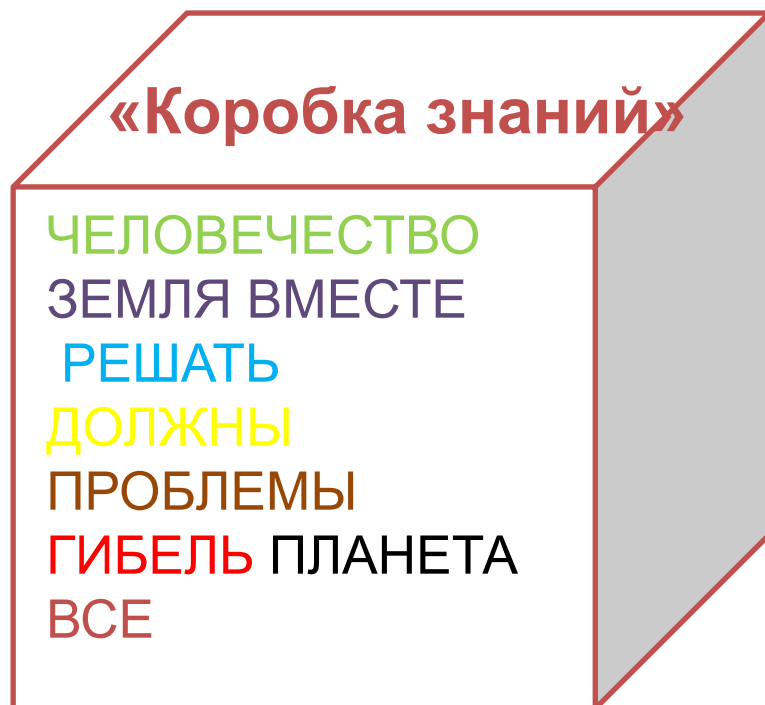 «Коробка знаний»
ЧЕЛОВЕЧЕСТВО
ЗЕМЛЯ ВМЕСТЕ
РЕШАТЬ
ДОЛЖНЫ
ПРОБЛЕМЫ
ГИБЕЛЬ ПЛАНЕТА
ВСЕ